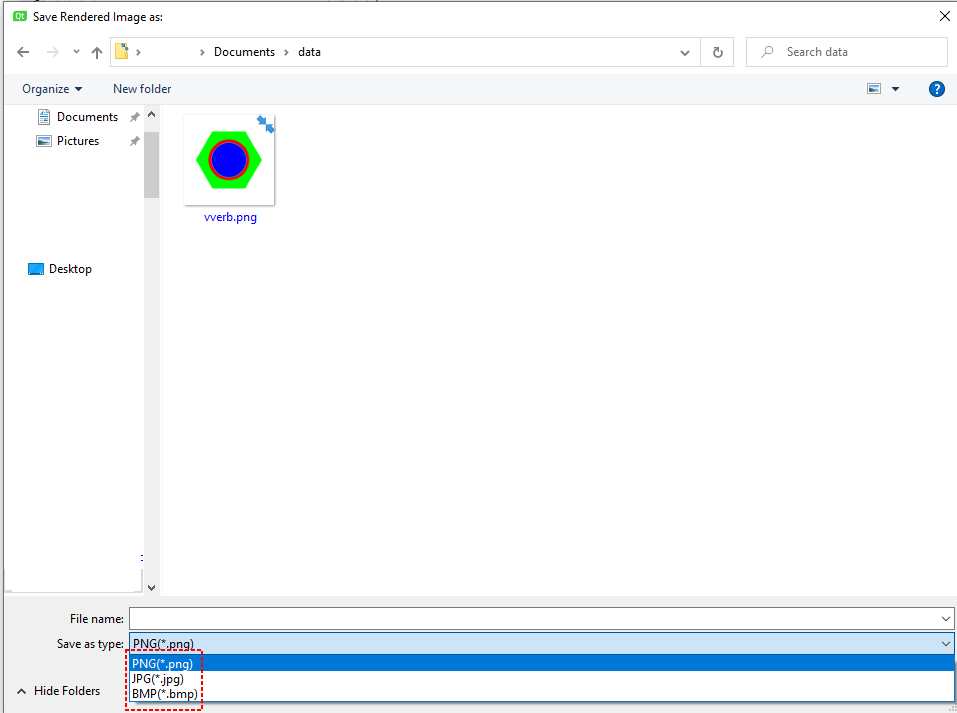 Qt Save Rendered Image as:
Documents data
Search data
Organize New folder
?
Documents
Pictures
Desktop
vverb.png
File name:
Save as type: PNG(*.png)
PNG(*.png)
JPG(*.jpg)
BMP(*.bmp)
Hide Folders